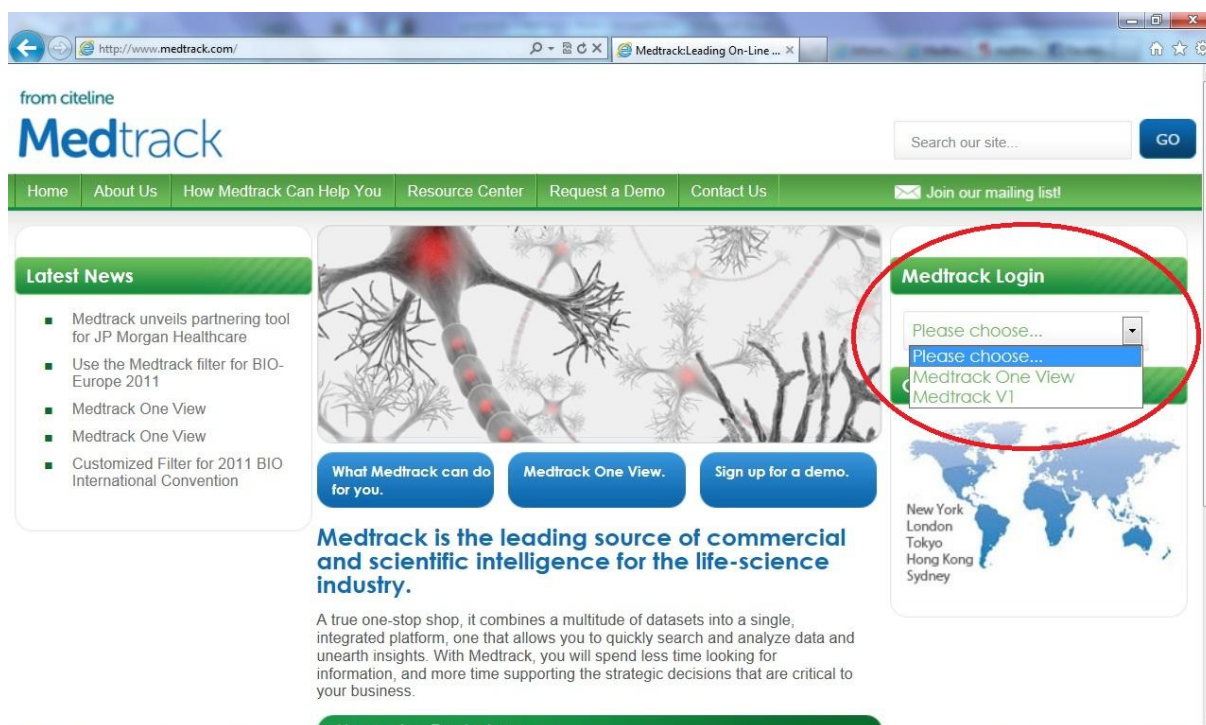 http://www.medtrack.com/
Medtrack:Leading On-Line ...
from citeline
Medtrack
Search our site...
GO
Home
About Us
How Medtrack Can Help You
Resource Center
Request a Demo
Contact Us
Join our mailing list!
Latest News
Medtrack unveils partnering tool
for JP Morgan Healthcare
Use the Medtrack filter for BIO-
Europe 2011
Medtrack One View
Medtrack One View
Customized Filter for 2011 BIO
International Convention
What Medtrack can do
for you.
Medtrack One View.
Sign up for a demo.
Medtrack is the leading source of commercial
and scientific intelligence for the life-science
industry.
A true one-stop shop, it combines a multitude of datasets into a single,
integrated platform, one that allows you to quickly search and analyze data and
unearth insights. With Medtrack, you will spend less time looking for
information, and more time supporting the strategic decisions that are critical to
your business.
Medtrack Login
Please choose...
Please choose...
Medtrack One View
Medtrack V1
New York
London
Tokyo
Hong Kong
Sydney